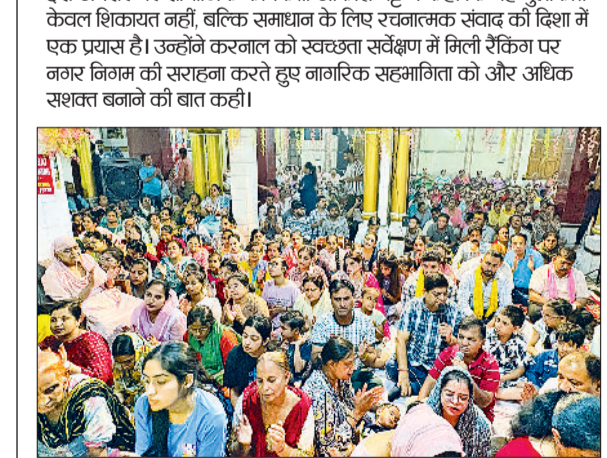 केवल शिकायत नहीं, बल्कि समाधान के लिए रचनात्मक संवाद की दिशा में
एक प्रयास है। उन्होंने करनाल को स्वच्छता सर्वेक्षण में मिली रैंकिंग पर
नगर निगम की सराहना करते हुए नागरिक सहभागिता को और अधिक
सशक्त बनाने की बात कही।